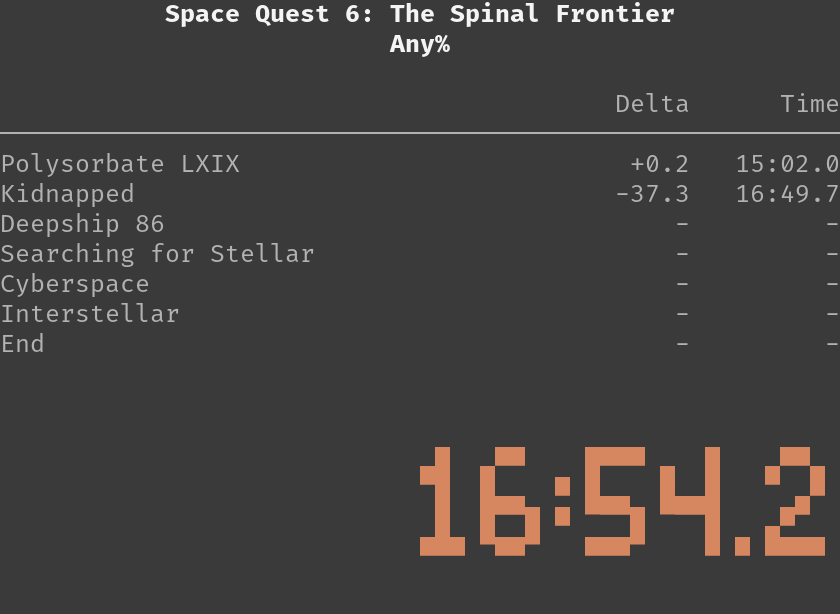 Space Quest 6: The Spinal Frontier
Any%
Delta Time
Polysorbate LXIX +0.2 15:02.0
Kidnapped -37.3 16:49.7
Deepship 86 - -
Searching for Stellar - -
Cyberspace - -
Interstellar - -
End - -
16:54.2